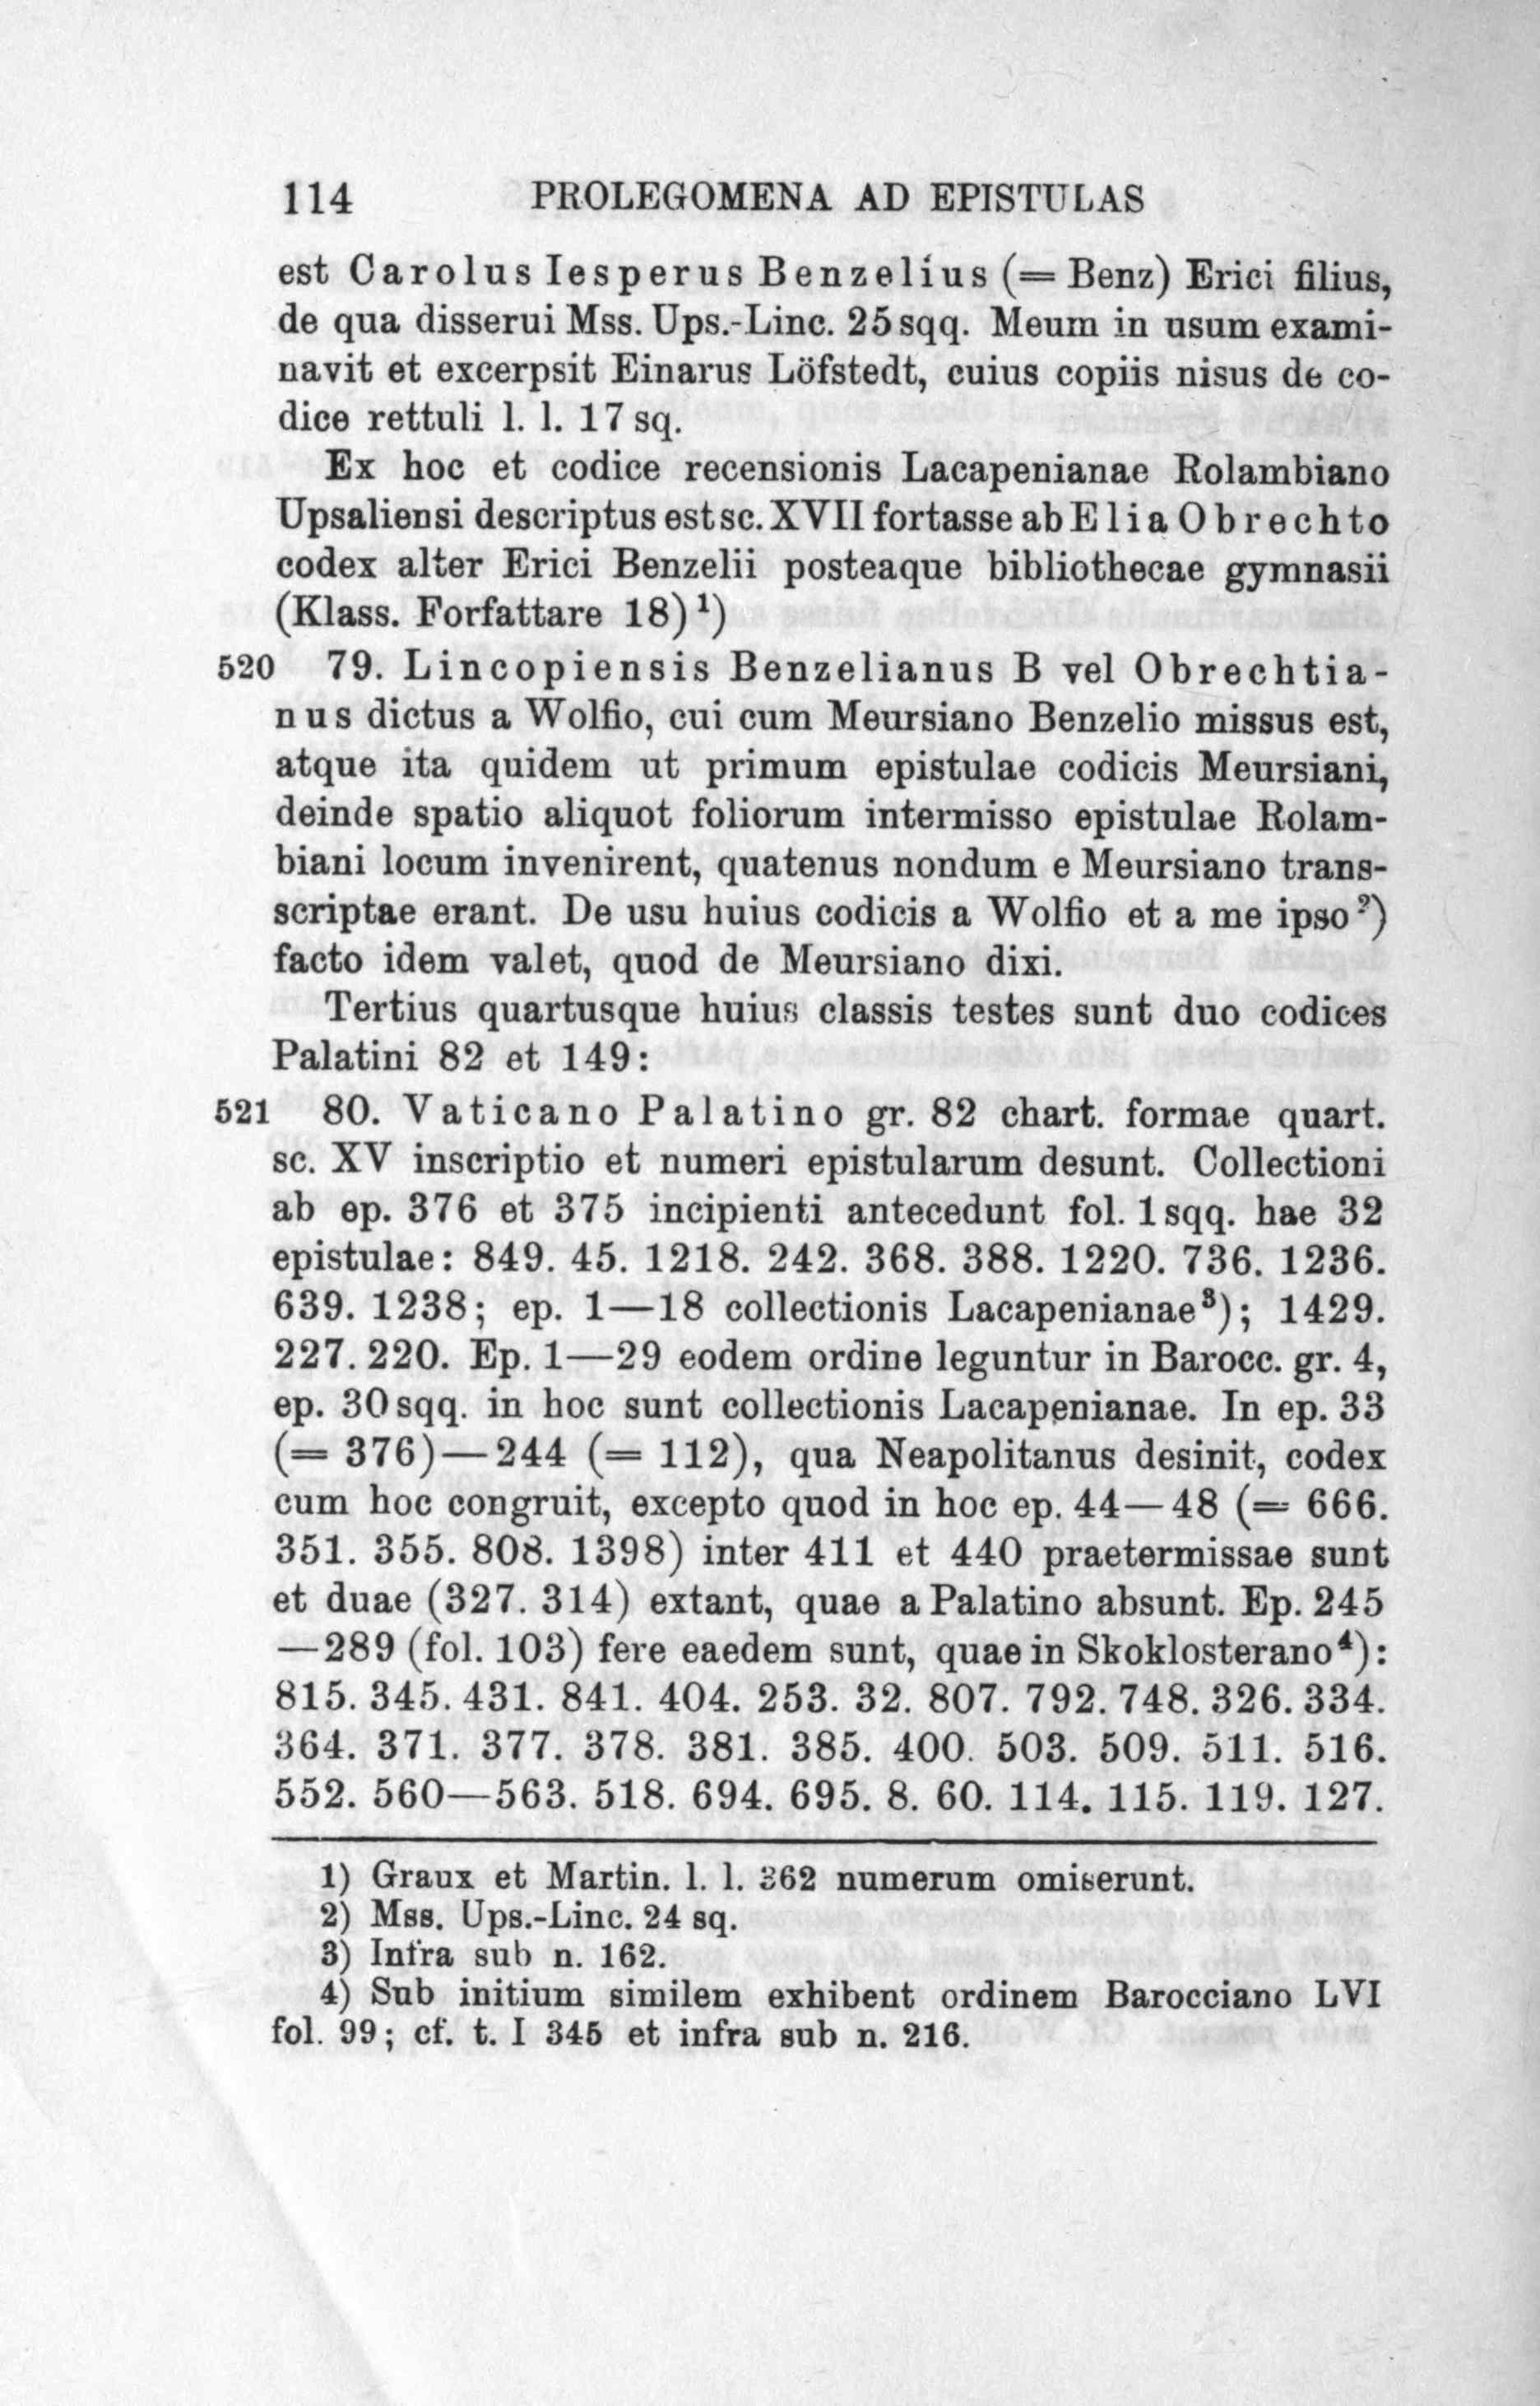 114 PROLEGOMENA AD EPISTULAS
est Carolus Iesperus Benzelius (= Benz) Erici filius,
de qua disserui Mss. Ups.-Linc. 25 sqq. Meum in usum exami-
navit et excerpsit Einarus Löfstedt, cuius copiis nisus de co-
dice rettuli l. l. 17 sq.
Ex hoc et codice recensionis Lacapenianae Rolambiano
Upsaliensi descriptus est sc. XVII fortasse ab Elia Obrechto
codex alter Erici Benzelii posteaque bibliothecae gymnasii
(Klass. Forfattare 18)¹)
520 79. Lincopiensis Benzelianus B vel Obrechtia-
nus dictus a Wolfio, cui cum Meursiano Benzelio missus est,
atque ita quidem ut primum epistulae codicis Meursiani,
deinde spatio aliquot foliorum intermisso epistulae Rolam-
biani locum invenirent, quatenus nondum e Meursiano trans-
scriptae erant. De usu huius codicis a Wolfio et a me ipso²)
facto idem valet, quod de Meursiano dixi.
Tertius quartusque huius classis testes sunt duo codices
Palatini 82 et 149:
521 80. Vaticano Palatino gr. 82 chart. formae quart.
sc. XV inscriptio et numeri epistularum desunt. Collectioni
ab ep. 376 et 375 incipienti antecedunt fol. 1 sqq. hae 32
epistulae: 849. 45. 1218. 242. 368. 388. 1220. 736. 1236.
639. 1238; ep. 1—18 collectionis Lacapenianae³); 1429.
227. 220. Ep. 1—29 eodem ordine leguntur in Barocc. gr. 4,
ep. 30 sqq. in hoc sunt collectionis Lacapenianae. In ep. 33
(= 376)—244 (= 112), qua Neapolitanus desinit, codex
cum hoc congruit, excepto quod in hoc ep. 44—48 (= 666.
351. 355. 808. 1398) inter 411 et 440 praetermissae sunt
et duae (327. 314) extant, quae a Palatino absunt. Ep. 245
—289 (fol. 103) fere eaedem sunt, quae in Skoklosterano⁴):
815. 345. 431. 841. 404. 253. 32. 807. 792. 748. 326. 334.
364. 371. 377. 378. 381. 385. 400. 503. 509. 511. 516.
552. 560—563. 518. 694. 695. 8. 60. 114. 115. 119. 127.
1) Graux et Martin. l. l. 362 numerum omiserunt.
2) Mss. Ups.-Linc. 24 sq.
3) Infra sub n. 162.
4) Sub initium similem exhibent ordinem Barocciano LVI
fol. 99; cf. t. I 345 et infra sub n. 216.